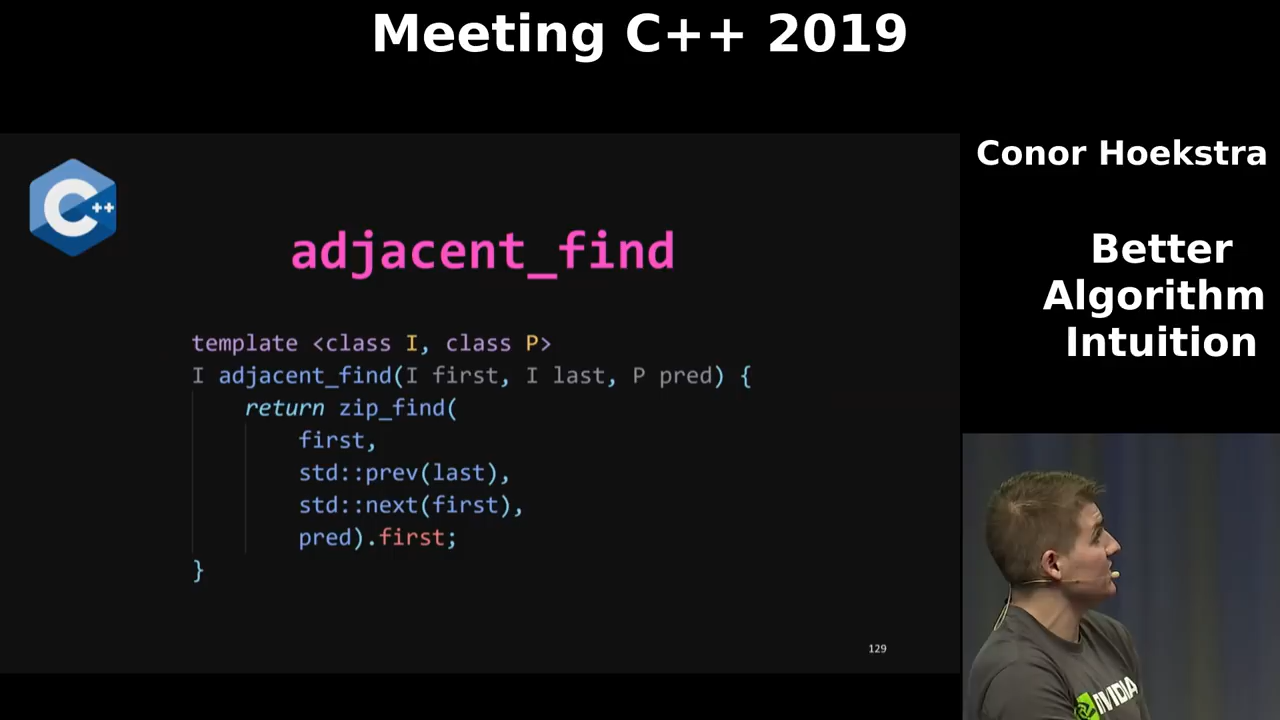 Meeting C++ 2019
Conor Hoekstra
Better
Algorithm
Intuition
C++
adjacent_find
template <class I, class P>
I adjacent_find(I first, I last, P pred) {
return zip_find(
first,
std::prev(last),
std::next(first),
pred).first;
}
129
NVIDIA